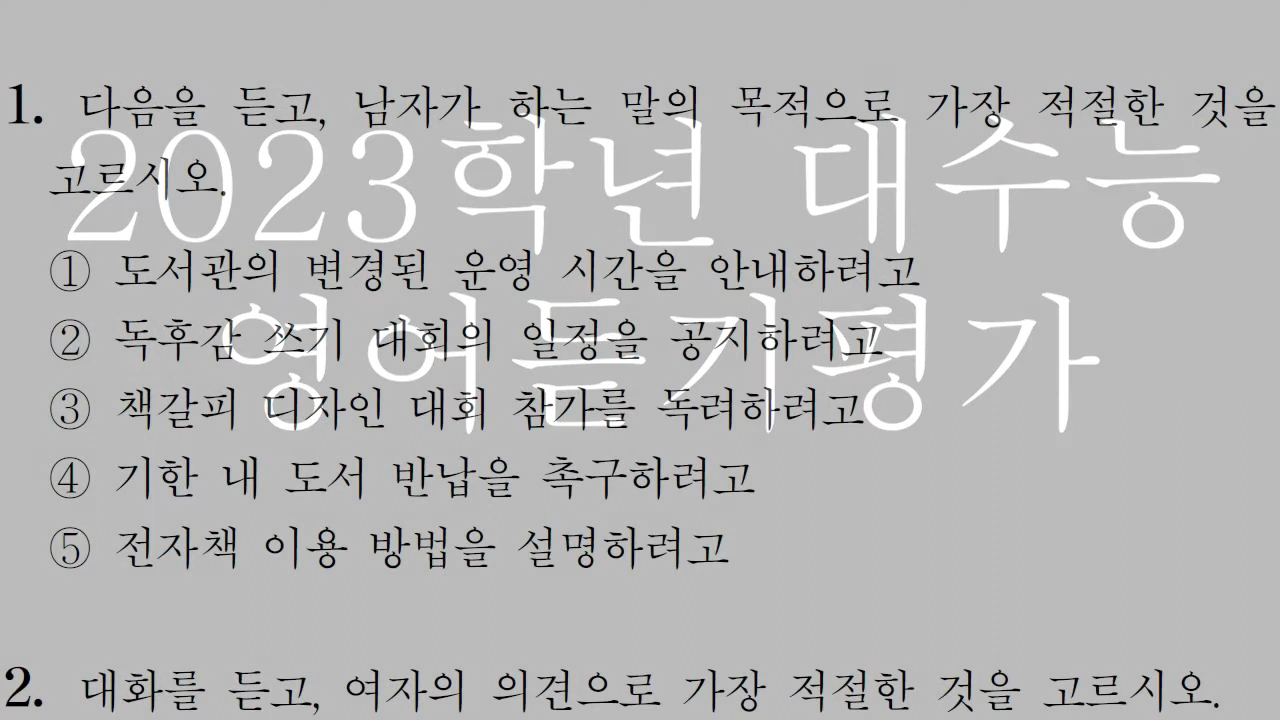 1. 다음을 듣고, 남자가 하는 말의 목적으로 가장 적절한 것을
고르시오.
2023학년 대수능
① 도서관의 변경된 운영 시간을 안내하려고
영어듣기평가
② 독후감 쓰기 대회의 일정을 공지하려고
③ 책갈피 디자인 대회 참가를 독려하려고
④ 기한 내 도서 반납을 촉구하려고
⑤ 전자책 이용 방법을 설명하려고
2. 대화를 듣고, 여자의 의견으로 가장 적절한 것을 고르시오.